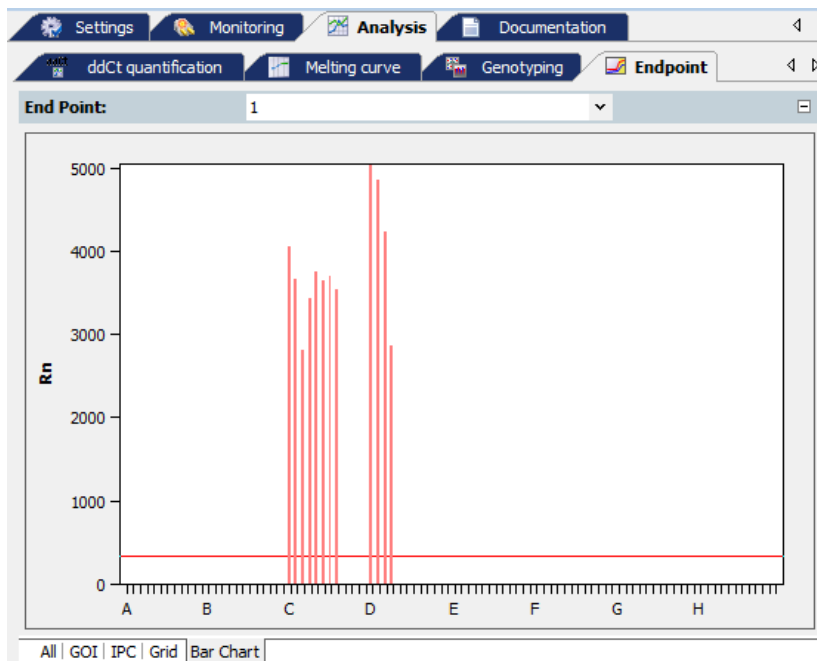 Settings Monitoring Analysis Documentation
ddCt quantification Melting curve Genotyping Endpoint
End Point: 1
5000
4000
3000
Rn
2000
1000
0
A B C D E F G H
All GOI IPC Grid Bar Chart